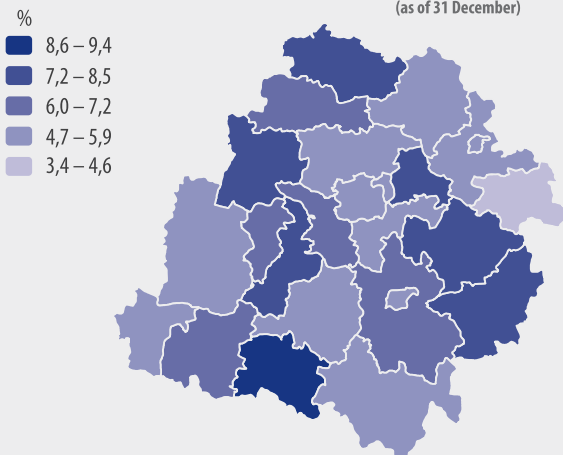 (as of 31 December)
%
8,6 – 9,4
7,2 – 8,5
6,0 – 7,2
4,7 – 5,9
3,4 – 4,6